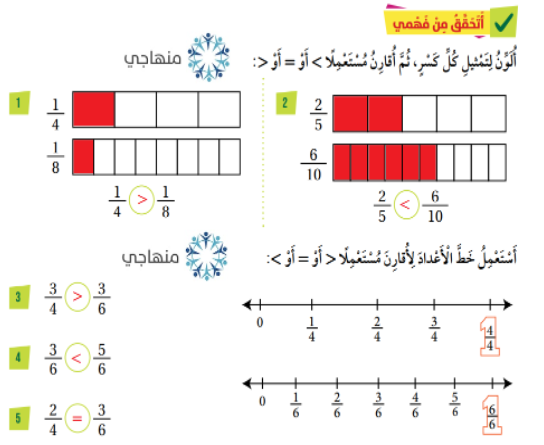 أَتَحَقَّقُ مِنْ فَهْمي
أُلَوِّنُ لِتَمْثيلِ كُلِّ كَسْرٍ، ثُمَّ أُقارِنُ مُسْتَعْمِلًا > أَوْ = أَوْ <:
منهاجي
1
1/4
1/8
1/4 > 1/8
2
2/5
6/10
2/5 < 6/10
أَسْتَعْمِلُ خَطَّ الْأَعْدادِ لِأُقارِنَ مُسْتَعْمِلًا < أَوْ = أَوْ >:
منهاجي
3 3/4 > 3/6
0 1/4 2/4 3/4 4/4 1
4 3/6 < 5/6
0 1/6 2/6 3/6 4/6 5/6 6/6 1
5 2/4 = 3/6